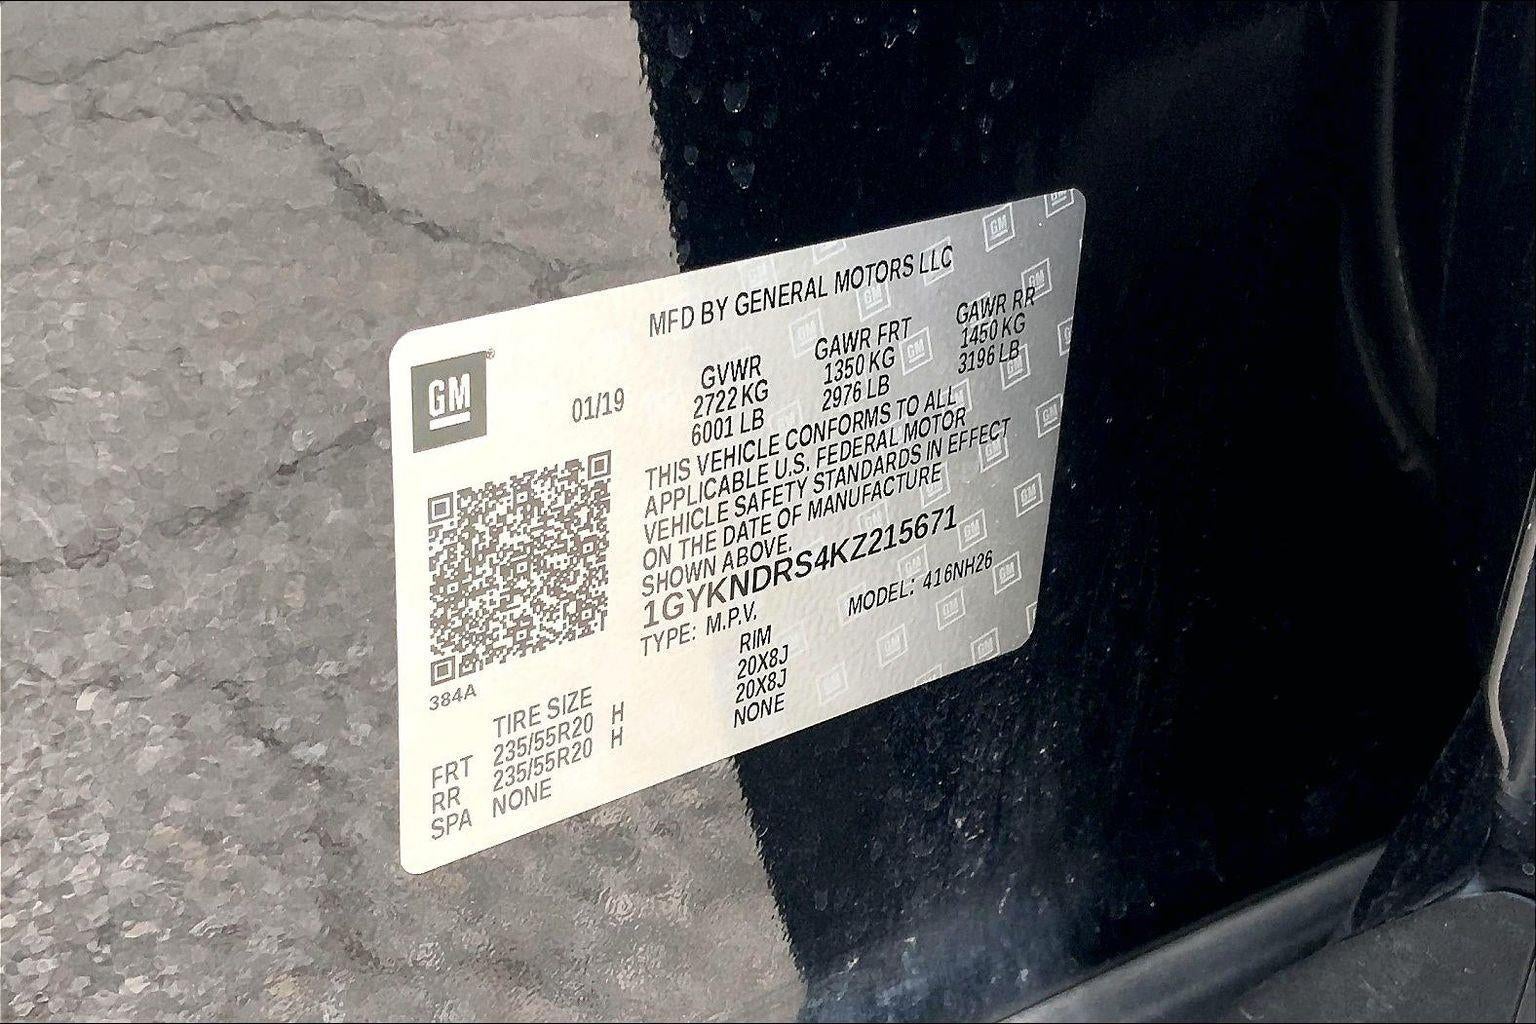 MFD BY GENERAL MOTORS LLC
GM
01/19
GVWR GAWR FRT GAWR RR
2722 KG 1350 KG 1450 KG
6001 LB 2976 LB 3196 LB
THIS VEHICLE CONFORMS TO ALL
APPLICABLE U.S. FEDERAL MOTOR
VEHICLE SAFETY STANDARDS IN EFFECT
ON THE DATE OF MANUFACTURE
SHOWN ABOVE.
1GYKNDRS4KZ215671
TYPE: M.P.V. MODEL: 416NH26
384A
TIRE SIZE RIM
FRT 235/55R20 H 20X8J
RR 235/55R20 H 20X8J
SPA NONE NONE